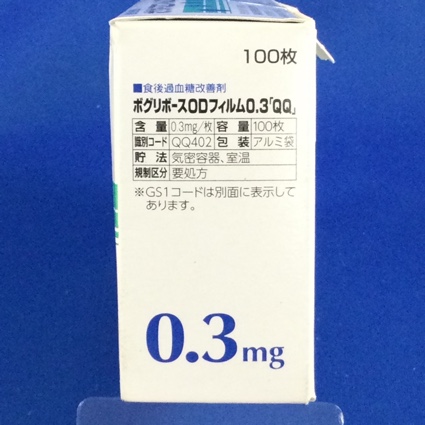 100枚
■食後過血糖改善剤
ボグリボースODフィルム0.3「QQ」
含量 0.3mg/枚 容量 100枚
識別コード QQ402 包装 アルミ袋
貯法 気密容器、室温
規制区分 要処方
※GS1コードは別面に表示して
あります。
0.3mg